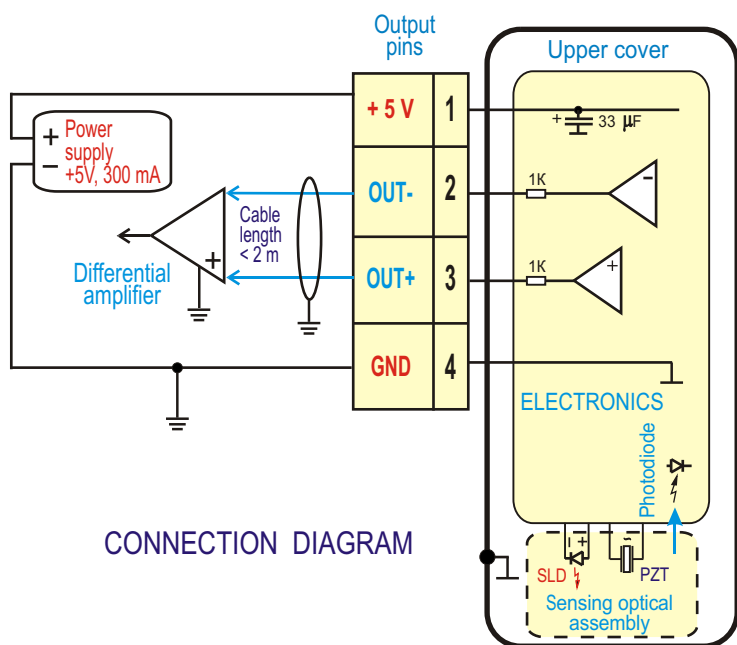 Output
pins
Upper cover
+ 5 V
1
+
33 µF
+
−
Power
supply
+5V, 300 mA
OUT-
2
1K
-
Cable
length
< 2 m
+
Differential
amplifier
OUT+
3
1K
+
GND
4
ELECTRONICS
Photodiode
CONNECTION DIAGRAM
−
+
~
SLD
PZT
Sensing optical
assembly